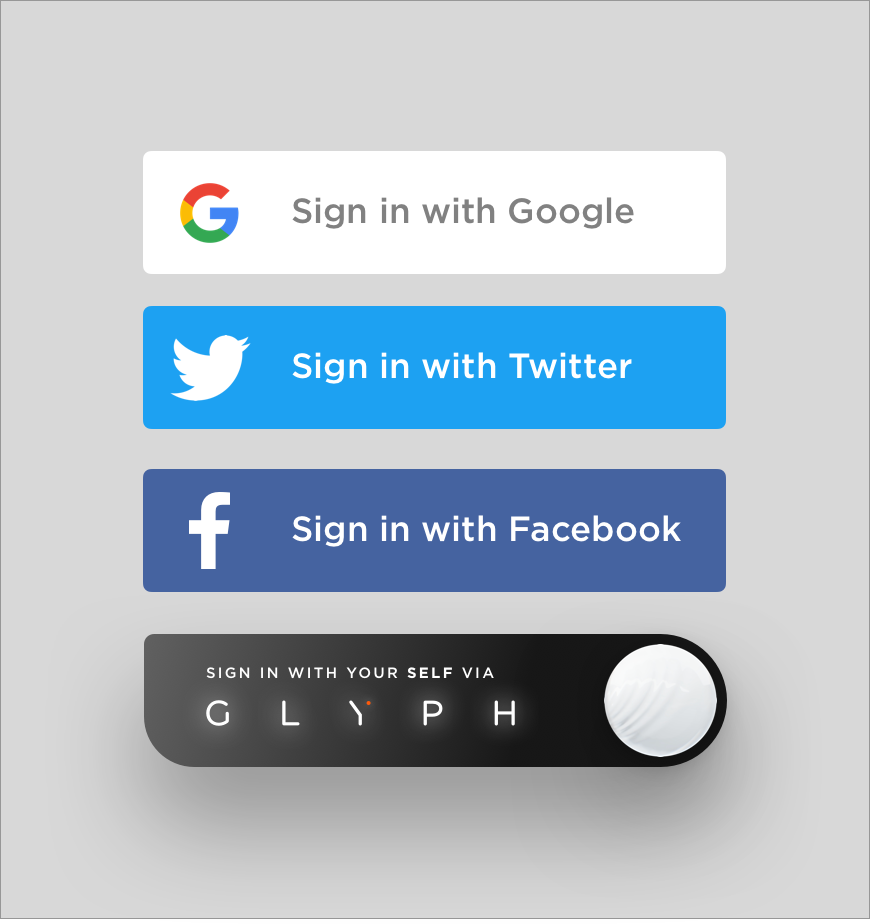 Sign in with Google
Sign in with Twitter
Sign in with Facebook
SIGN IN WITH YOUR SELF VIA
GLYPH